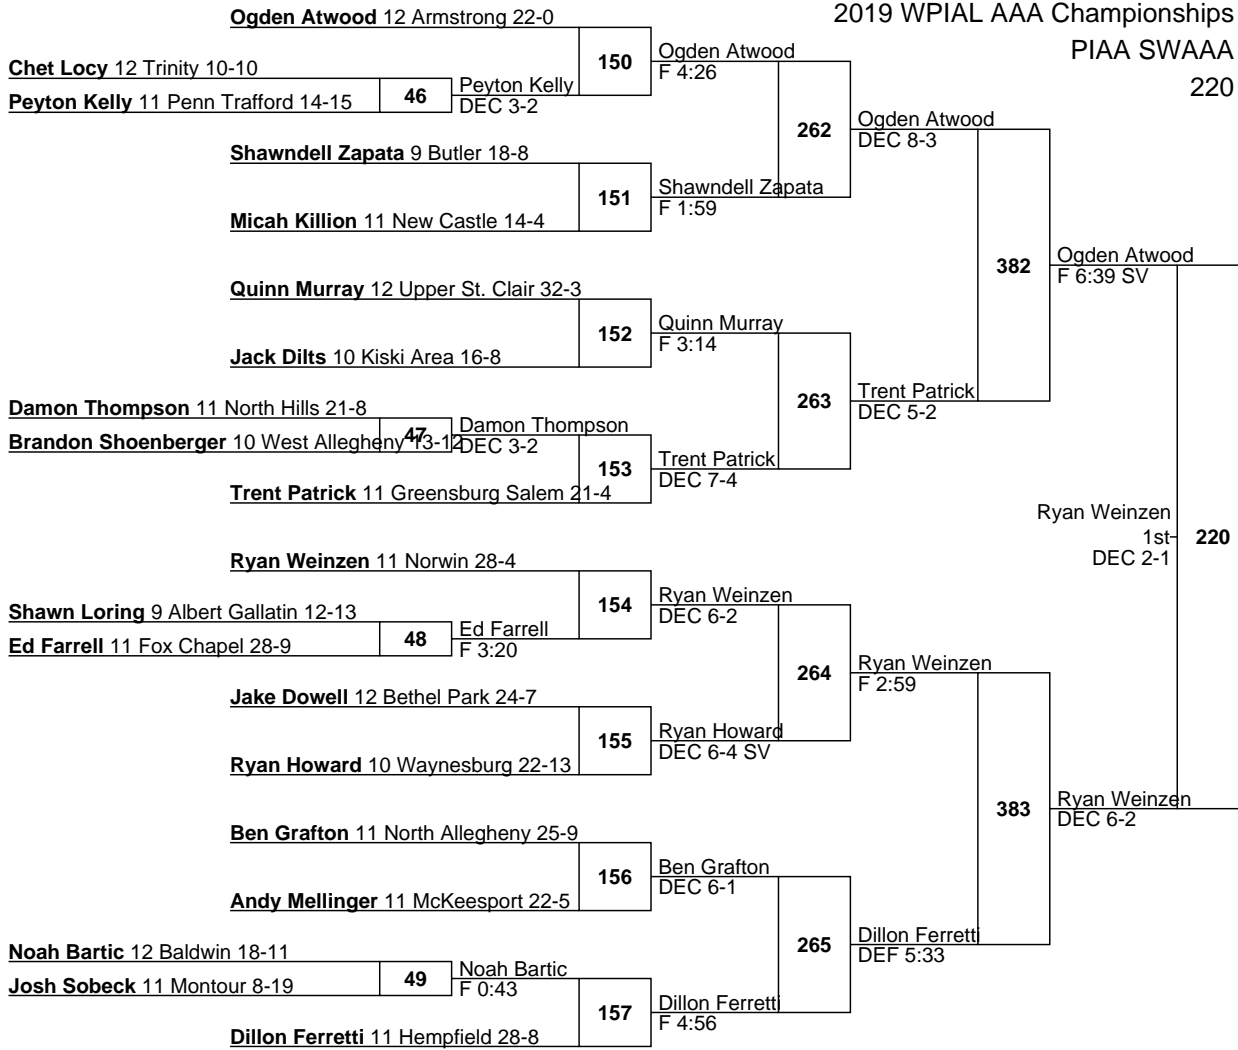 2019 WPIAL AAA Championships
PIAA SWAAA
220
Ogden Atwood 12 Armstrong 22-0
150
Ogden Atwood
F 4:26
Chet Locy 12 Trinity 10-10
46
Peyton Kelly
DEC 3-2
Peyton Kelly 11 Penn Trafford 14-15
262
Ogden Atwood
DEC 8-3
Shawndell Zapata 9 Butler 18-8
151
Shawndell Zapata
F 1:59
Micah Killion 11 New Castle 14-4
382
Ogden Atwood
F 6:39 SV
Quinn Murray 12 Upper St. Clair 32-3
152
Quinn Murray
F 3:14
Jack Dilts 10 Kiski Area 16-8
263
Trent Patrick
DEC 5-2
Damon Thompson 11 North Hills 21-8
47
Damon Thompson
DEC 3-2
Brandon Shoenberger 10 West Allegheny 13-12
153
Trent Patrick
DEC 7-4
Trent Patrick 11 Greensburg Salem 21-4
Ryan Weinzen
1st
DEC 2-1
220
Ryan Weinzen 11 Norwin 28-4
154
Ryan Weinzen
DEC 6-2
Shawn Loring 9 Albert Gallatin 12-13
48
Ed Farrell
F 3:20
Ed Farrell 11 Fox Chapel 28-9
264
Ryan Weinzen
F 2:59
Jake Dowell 12 Bethel Park 24-7
155
Ryan Howard
DEC 6-4 SV
Ryan Howard 10 Waynesburg 22-13
383
Ryan Weinzen
DEC 6-2
Ben Grafton 11 North Allegheny 25-9
156
Ben Grafton
DEC 6-1
Andy Mellinger 11 McKeesport 22-5
265
Dillon Ferretti
DEF 5:33
Noah Bartic 12 Baldwin 18-11
49
Noah Bartic
F 0:43
Josh Sobeck 11 Montour 8-19
157
Dillon Ferretti
F 4:56
Dillon Ferretti 11 Hempfield 28-8